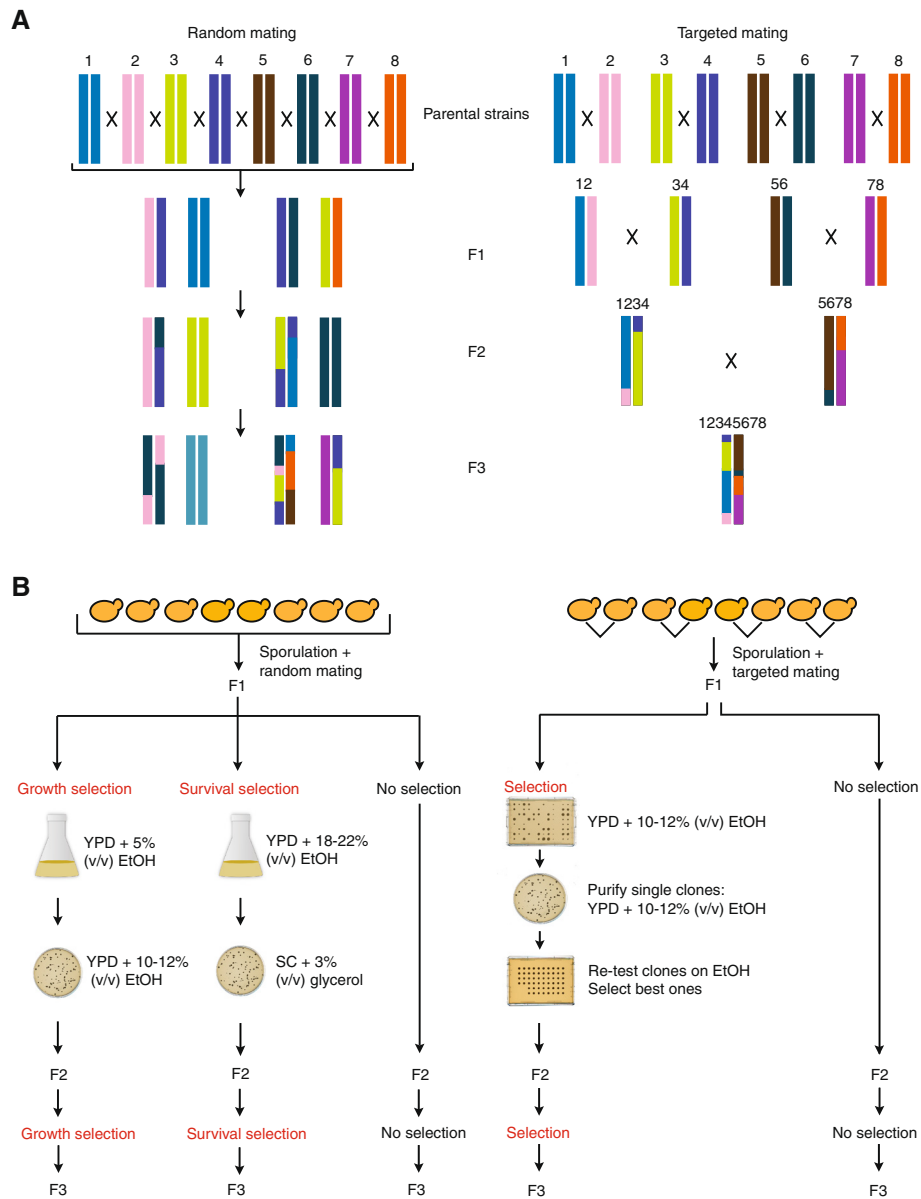 A
Random mating
1 2 3 4 5 6 7 8
X X X X X X X
Parental strains
F1
F2
F3
Targeted mating
1 2 3 4 5 6 7 8
X X X X
12 34 56 78
X X
1234 5678
X
12345678
B
Sporulation +
random mating
F1
Growth selection
YPD + 5%
(v/v) EtOH
YPD + 10-12%
(v/v) EtOH
F2
Growth selection
F3
Survival selection
YPD + 18-22%
(v/v) EtOH
SC + 3%
(v/v) glycerol
F2
Survival selection
F3
No selection
F2
No selection
F3
Sporulation +
targeted mating
F1
Selection
YPD + 10-12% (v/v) EtOH
Purify single clones:
YPD + 10-12% (v/v) EtOH
Re-test clones on EtOH
Select best ones
F2
Selection
F3
No selection
F2
No selection
F3